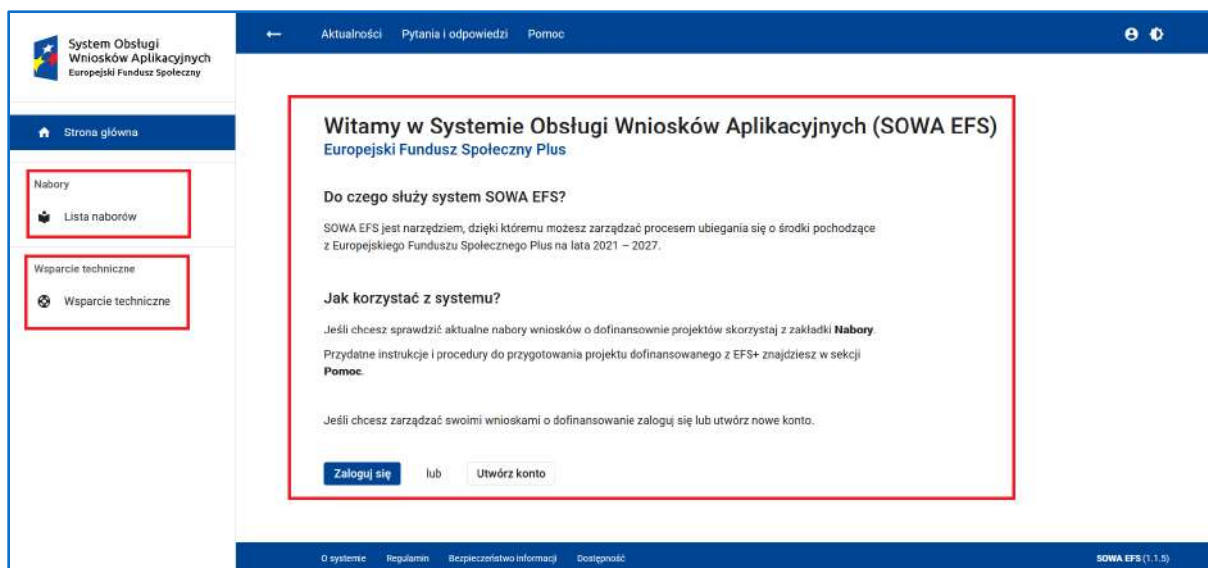 System Obsługi
Wniosków Aplikacyjnych
Europejski Fundusz Społeczny
Aktualności Pytania i odpowiedzi Pomoc
Strona główna
Nabory
Lista naborów
Wsparcie techniczne
Wsparcie techniczne
Witamy w Systemie Obsługi Wniosków Aplikacyjnych (SOWA EFS)
Europejski Fundusz Społeczny Plus
Do czego służy system SOWA EFS?
SOWA EFS jest narzędziem, dzięki któremu możesz zarządzać procesem ubiegania się o środki pochodzące
z Europejskiego Funduszu Społecznego Plus na lata 2021 – 2027.
Jak korzystać z systemu?
Jeśli chcesz sprawdzić aktualne nabory wniosków o dofinansownie projektów skorzystaj z zakładki Nabory.
Przydatne instrukcje i procedury do przygotowania projektu dofinansowanego z EFS+ znajdziesz w sekcji
Pomoc.
Jeśli chcesz zarządzać swoimi wnioskami o dofinansowanie zaloguj się lub utwórz nowe konto.
Zaloguj się lub Utwórz konto
O systemie Regulamin Bezpieczeństwo informacji Dostępność SOWA EFS (1.1.5)